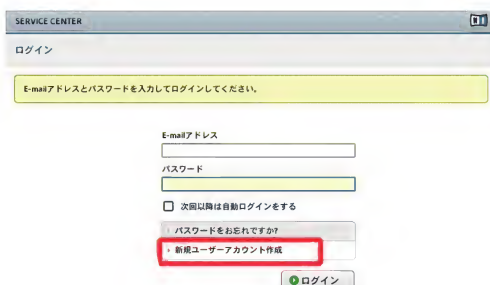 SERVICE CENTER
ログイン
E-mailアドレスとパスワードを入力してログインしてください。
E-mailアドレス
パスワード
次回以降は自動ログインをする
パスワードをお忘れですか?
新規ユーザーアカウント作成
ログイン